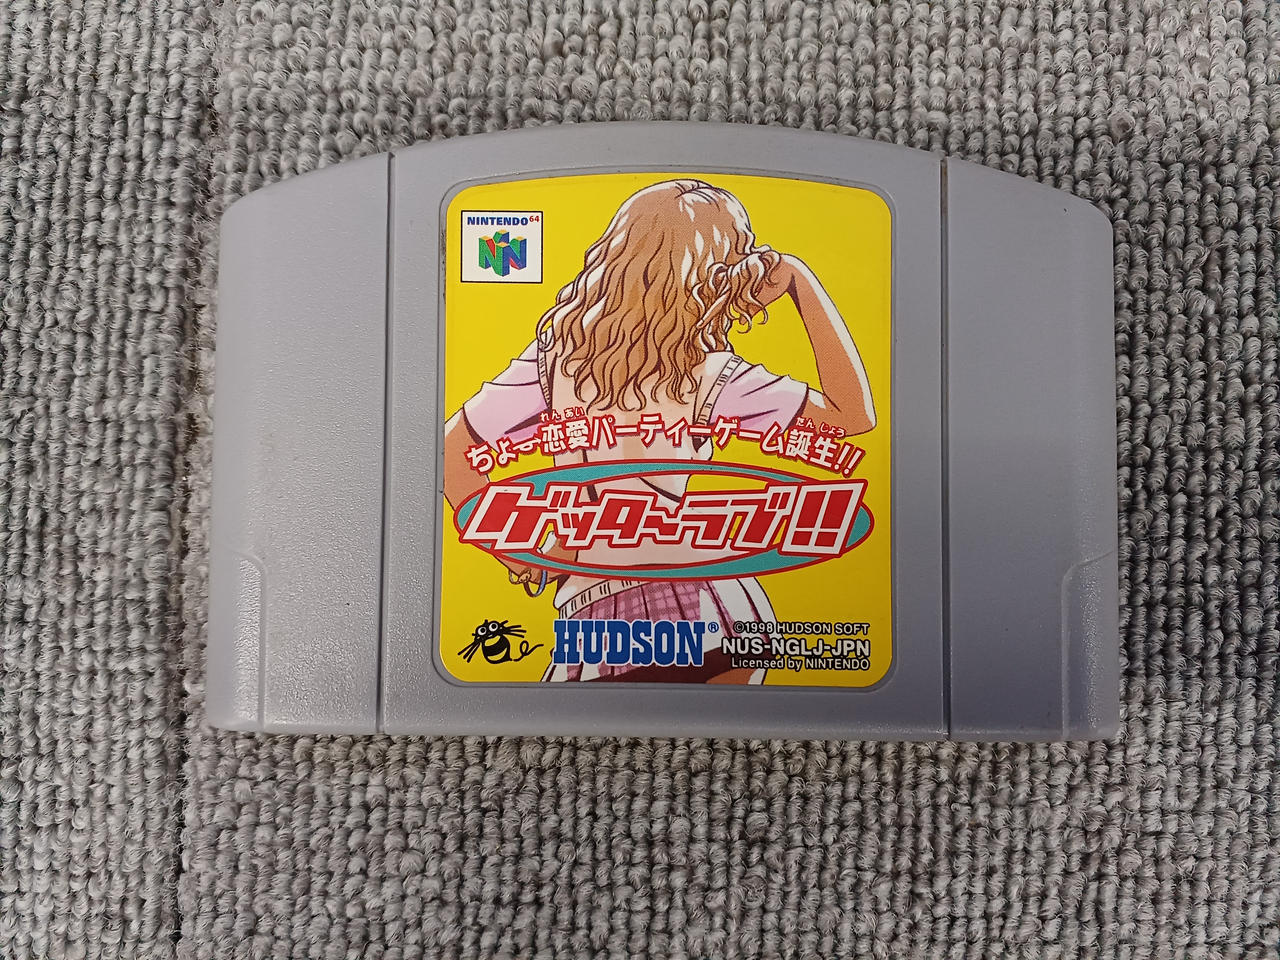 NINTENDO64
れんあい
たんじょう
ちょ〜恋愛パーティーゲーム誕生!!
ゲッタ〜ラブ!!
HUDSON®
©1998 HUDSON SOFT
NUS-NGLJ-JPN
Licensed by NINTENDO